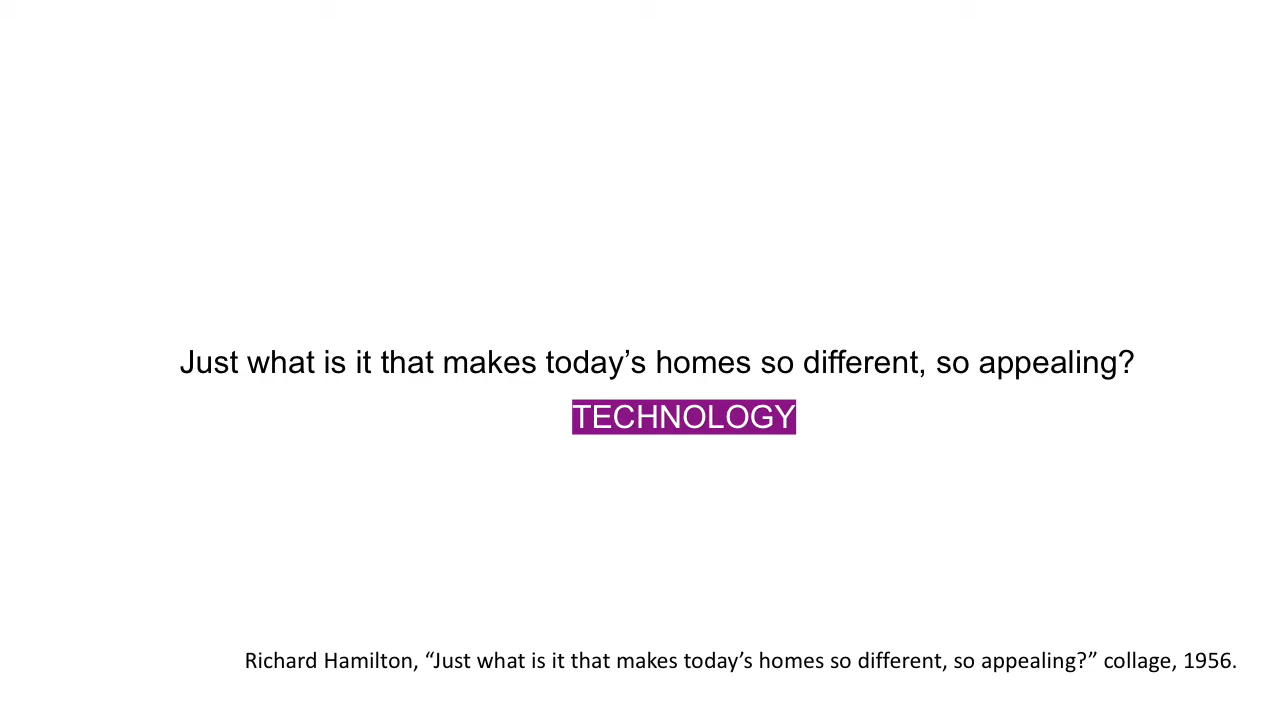 Just what is it that makes today’s homes so different, so appealing?
TECHNOLOGY
Richard Hamilton, “Just what is it that makes today’s homes so different, so appealing?” collage, 1956.